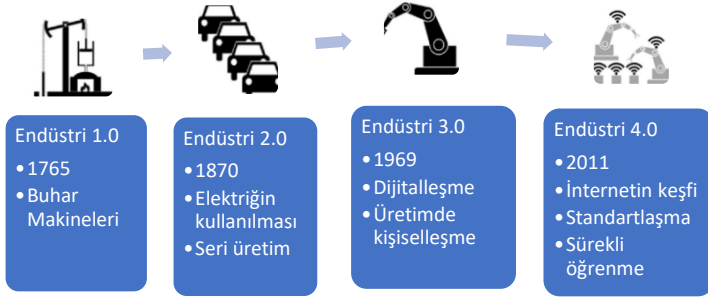 Endüstri 1.0
• 1765
• Buhar
Makineleri
Endüstri 2.0
• 1870
• Elektriğin
kullanılması
• Seri üretim
Endüstri 3.0
• 1969
• Dijitalleşme
• Üretimde
kişiselleşme
Endüstri 4.0
• 2011
• İnternetin keşfi
• Standartlaşma
• Sürekli
öğrenme